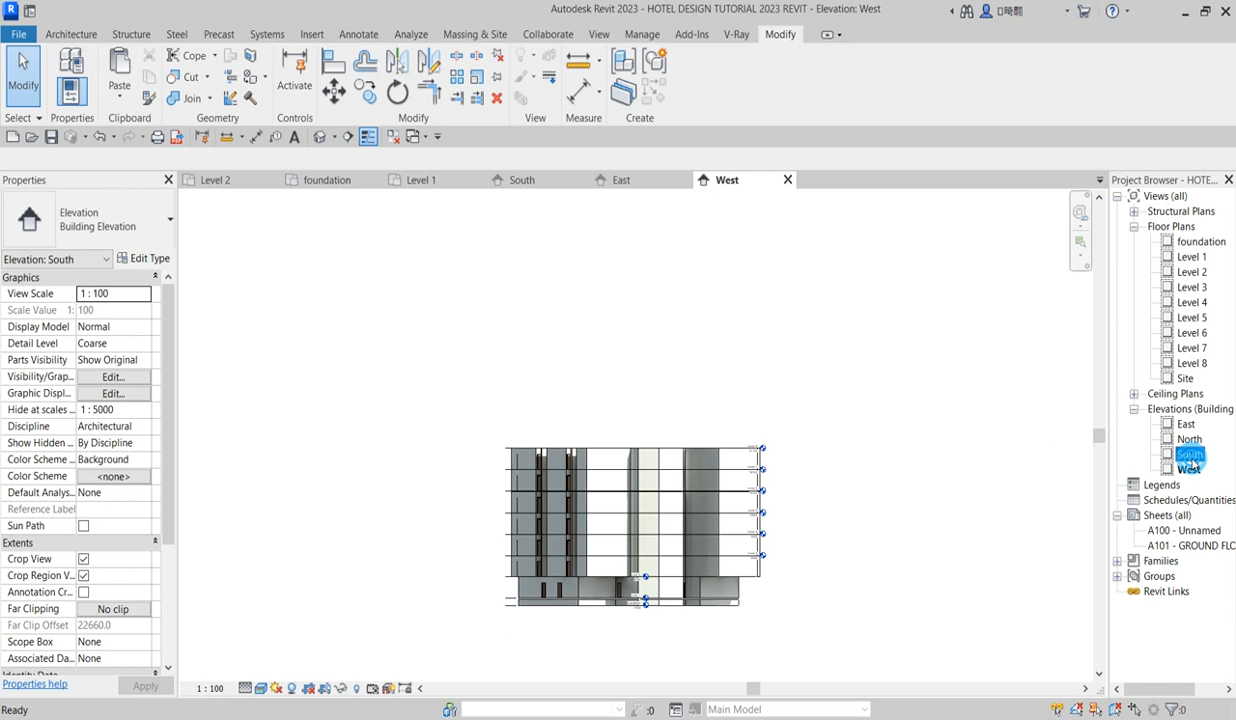 Autodesk Revit 2023 - HOTEL DESIGN TUTORIAL 2023 REVIT - Elevation: West
File Architecture Structure Steel Precast Systems Insert Annotate Analyze Massing & Site Collaborate View Manage Add-Ins V-Ray Modify
Modify
Paste
Cope
Cut
Join
Activate
Select Properties Clipboard Geometry Controls Modify View Measure Create
Properties
Level 2
foundation
Level 1
South
East
West
Project Browser - HOTE...
Elevation
Building Elevation
Elevation: South
Edit Type
Graphics
View Scale 1 : 100
Scale Value 1: 100
Display Model Normal
Detail Level Coarse
Parts Visibility Show Original
Visibility/Grap... Edit...
Graphic Displ... Edit...
Hide at scales ... 1 : 5000
Discipline Architectural
Show Hidden ... By Discipline
Color Scheme ... Background
Color Scheme <none>
Default Analys... None
Reference Label
Sun Path
Extents
Crop View
Crop Region V...
Annotation Cr...
Far Clipping No clip
Far Clip Offset 22660.0
Scope Box None
Associated Da... None
Properties help
Apply
Views (all)
Structural Plans
Floor Plans
foundation
Level 1
Level 2
Level 3
Level 4
Level 5
Level 6
Level 7
Level 8
Site
Ceiling Plans
Elevations (Building
East
North
South
West
Legends
Schedules/Quantities
Sheets (all)
A100 - Unnamed
A101 - GROUND FLO
Families
Groups
Revit Links
1 : 100
Ready
:0
Main Model
:0